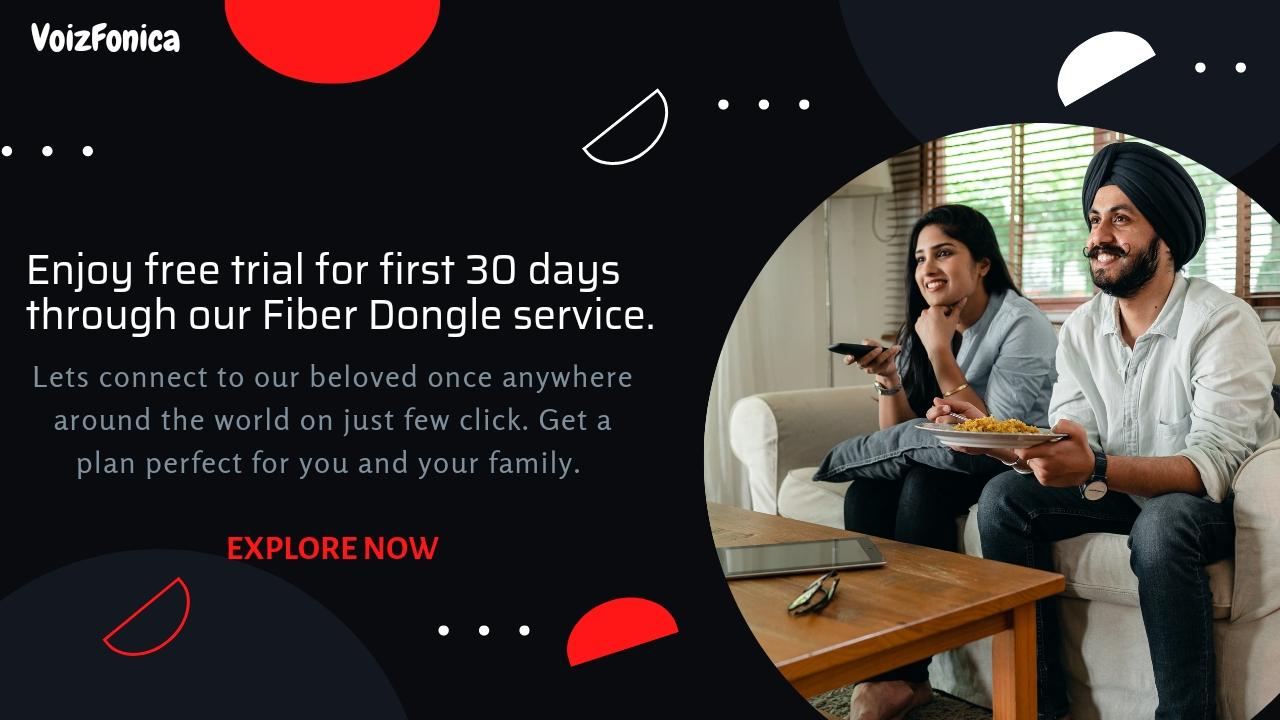 VoizFonica
Enjoy free trial for first 30 days
through our Fiber Dongle service.
Lets connect to our beloved once anywhere
around the world on just few click. Get a
plan perfect for you and your family.
EXPLORE NOW